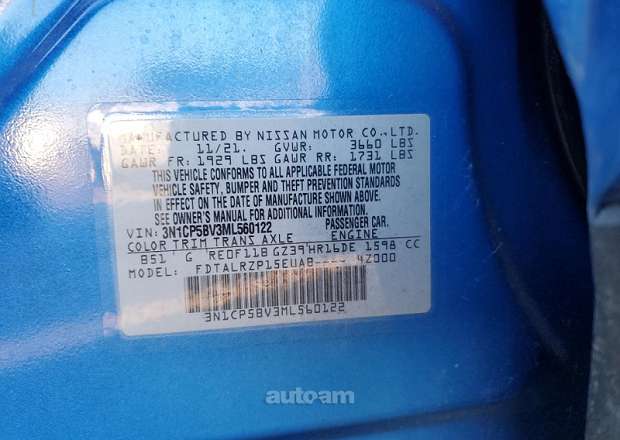 MANUFACTURED BY NISSAN MOTOR CO.,LTD.
DATE: 11/21. GVWR: 3660 LBS
GAWR FR: 1929 LBS GAWR RR: 1731 LBS
THIS VEHICLE CONFORMS TO ALL APPLICABLE FEDERAL MOTOR
VEHICLE SAFETY, BUMPER AND THEFT PREVENTION STANDARDS
IN EFFECT ON THE DATE OF MANUFACTURE SHOWN ABOVE.
SEE OWNER'S MANUAL FOR ADDITIONAL INFORMATION.
VIN: 3N1CP5BV3ML560122 PASSENGER CAR
COLOR TRIM TRANS AXLE ENGINE
B51 G RE0F11B GZ39 HR16DE 1598 CC
MODEL: FDTALRZP15EUAB---- 4Z000
3N1CP5BV3ML560122
autoam